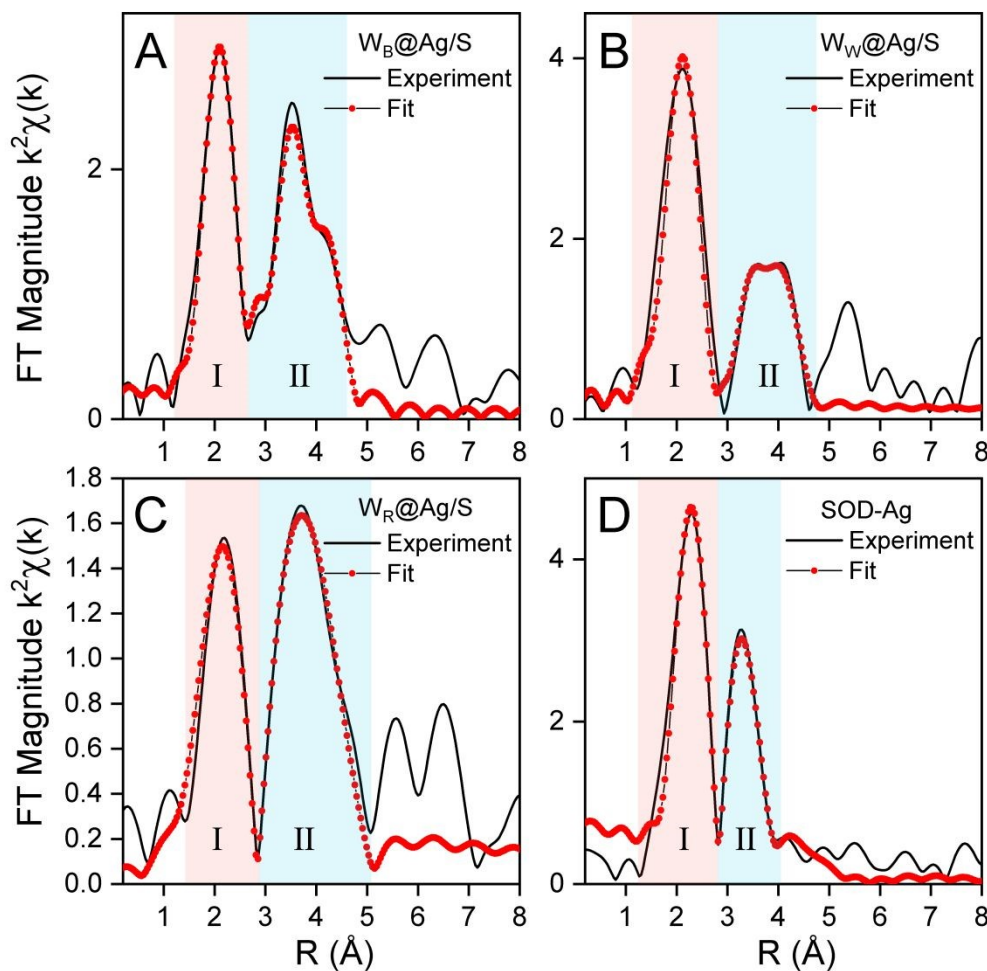 A
W_B@Ag/S
Experiment
Fit
I
II
2
0
1 2 3 4 5 6 7 8
FT Magnitude k²χ(k)
B
W_W@Ag/S
Experiment
Fit
I
II
4
2
0
1 2 3 4 5 6 7 8
C
W_R@Ag/S
Experiment
Fit
I
II
1.8
1.6
1.4
1.2
1.0
0.8
0.6
0.4
0.2
0.0
1 2 3 4 5 6 7 8
FT Magnitude k²χ(k)
R (Å)
D
SOD-Ag
Experiment
Fit
I
II
4
2
0
1 2 3 4 5 6 7 8
R (Å)